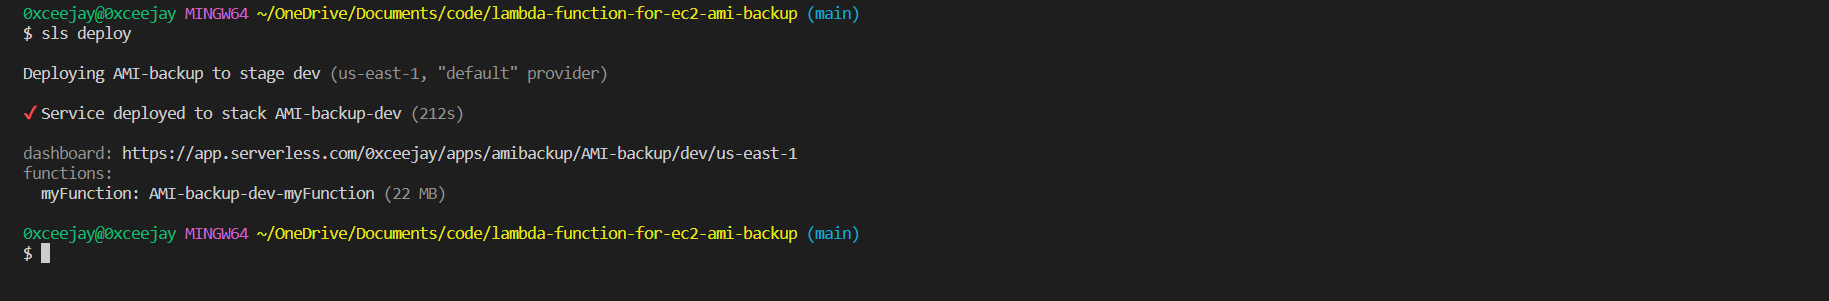 0xceejay@0xceejay MINGW64 ~/OneDrive/Documents/code/lambda-function-for-ec2-ami-backup (main)
$ sls deploy
Deploying AMI-backup to stage dev (us-east-1, "default" provider)
✔ Service deployed to stack AMI-backup-dev (212s)
dashboard: https://app.serverless.com/0xceejay/apps/amibackup/AMI-backup/dev/us-east-1
functions:
  myFunction: AMI-backup-dev-myFunction (22 MB)
0xceejay@0xceejay MINGW64 ~/OneDrive/Documents/code/lambda-function-for-ec2-ami-backup (main)
$